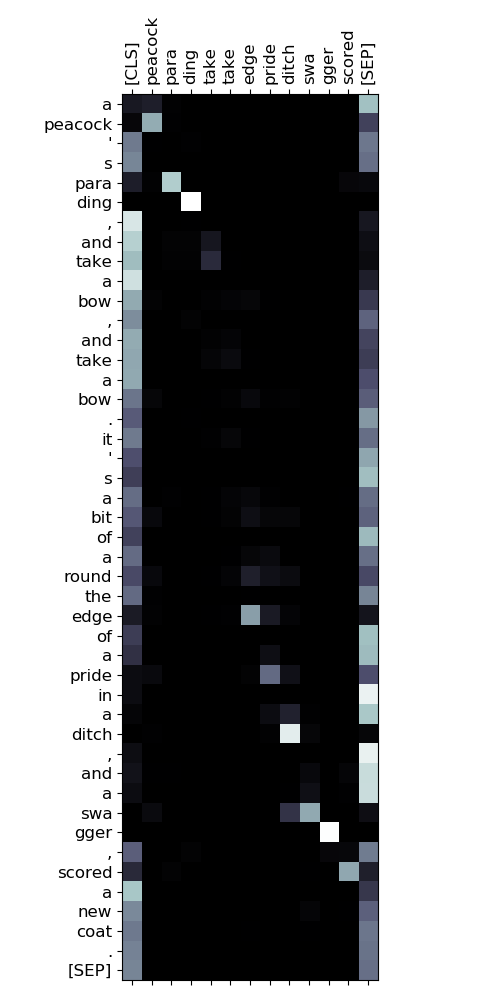 [CLS]
peacock
para
ding
take
take
edge
pride
ditch
swa
gger
scored
[SEP]
a
peacock
'
s
para
ding
,
and
take
a
bow
,
and
take
a
bow
.
it
'
s
a
bit
of
a
round
the
edge
of
a
pride
in
a
ditch
,
and
a
swa
gger
,
scored
a
new
coat
.
[SEP]